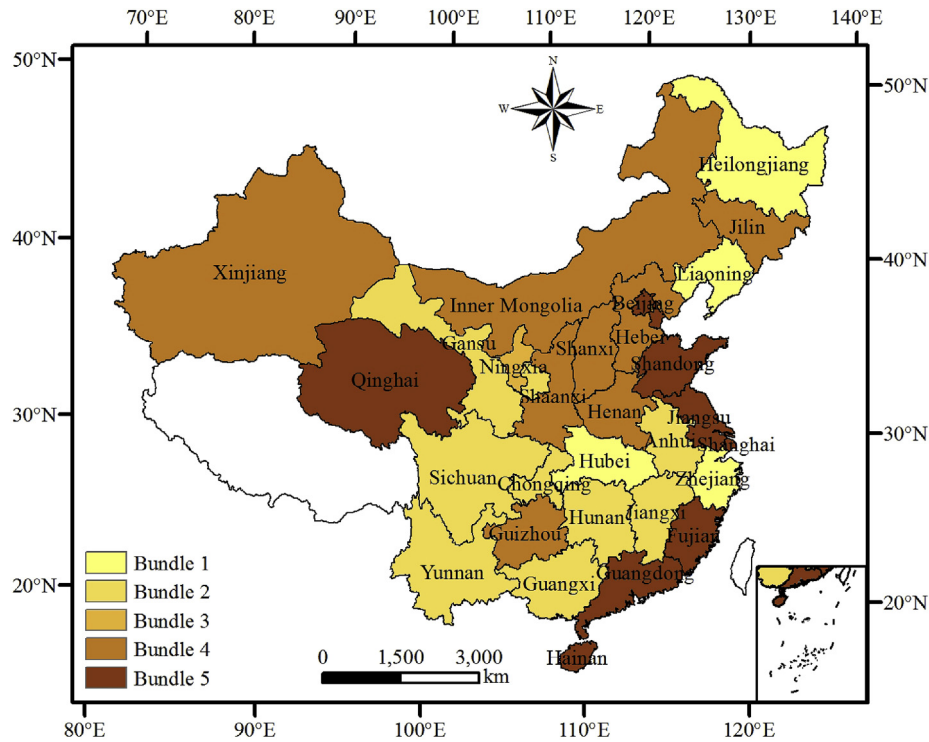 70°E 80°E 90°E 100°E 110°E 120°E 130°E 140°E
50°N
50°N
N
W E
S
Heilongjiang
Jilin
40°N
40°N
Liaoning
Xinjiang
Beijing
Inner Mongolia
Hebei
Gansu
Shanxi
Shandong
Ningxia
Qinghai
Shaanxi
30°N
Henan
Jiangsu
30°N
Anhui
Shanghai
Hubei
Sichuan
Chongqing
Zhejiang
Hunan
Jiangxi
Guizhou
Fujian
Bundle 1
Yunnan
Guangxi
Guangdong
20°N
Bundle 2
20°N
Bundle 3
Bundle 4
Hainan
0 1,500 3,000
km
Bundle 5
80°E 90°E 100°E 110°E 120°E